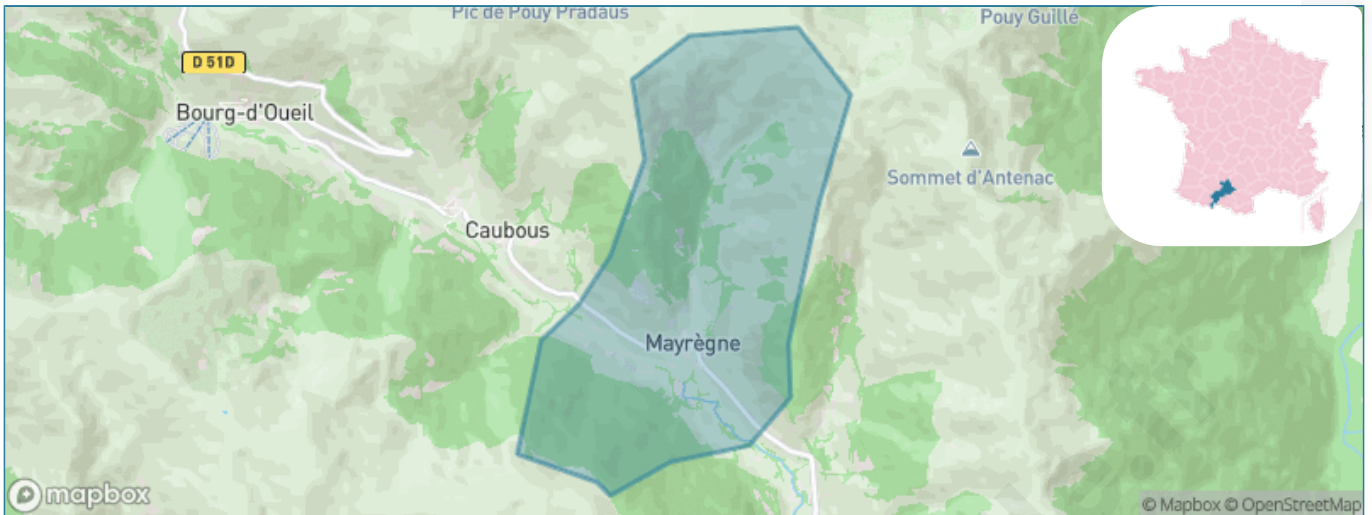 Pic de Pouy Pradaus
Pouy Guillé
D 51D
Bourg-d'Oueil
Sommet d'Antenac
Caubous
Mayrègne
mapbox
© Mapbox © OpenStreetMap